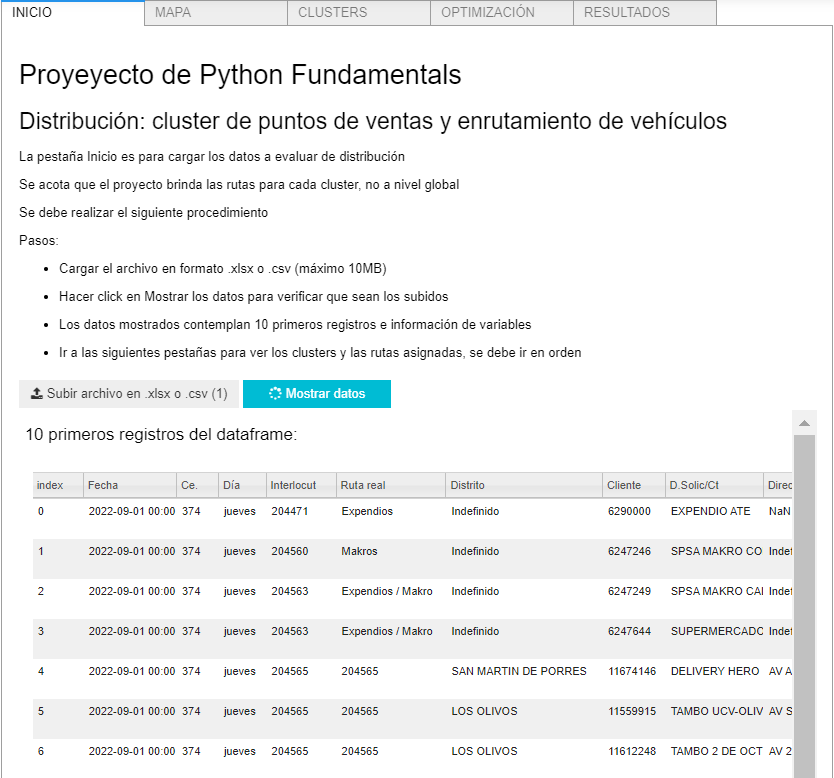 INICIO MAPA CLUSTERS OPTIMIZACIÓN RESULTADOS
Proyeyecto de Python Fundamentals
Distribución: cluster de puntos de ventas y enrutamiento de vehículos
La pestaña Inicio es para cargar los datos a evaluar de distribución
Se acota que el proyecto brinda las rutas para cada cluster, no a nivel global
Se debe realizar el siguiente procedimiento
Pasos:
• Cargar el archivo en formato .xlsx o .csv (máximo 10MB)
• Hacer click en Mostrar los datos para verificar que sean los subidos
• Los datos mostrados contemplan 10 primeros registros e información de variables
• Ir a las siguientes pestañas para ver los clusters y las rutas asignadas, se debe ir en orden
Subir archivo en .xlsx o .csv (1) Mostrar datos
10 primeros registros del dataframe:
index Fecha Ce. Día Interlocut Ruta real Distrito Cliente D.Solic/Ct Direc
0 2022-09-01 00:00 374 jueves 204471 Expendios Indefinido 6290000 EXPENDIO ATE NaN
1 2022-09-01 00:00 374 jueves 204560 Makros Indefinido 6247246 SPSA MAKRO CO Indef
2 2022-09-01 00:00 374 jueves 204563 Expendios / Makro Indefinido 6247249 SPSA MAKRO CAI Indef
3 2022-09-01 00:00 374 jueves 204563 Expendios / Makro Indefinido 6247644 SUPERMERCADO Indef
4 2022-09-01 00:00 374 jueves 204565 204565 SAN MARTIN DE PORRES 11674146 DELIVERY HERO AV A
5 2022-09-01 00:00 374 jueves 204565 204565 LOS OLIVOS 11559915 TAMBO UCV-OLIV AV S
6 2022-09-01 00:00 374 jueves 204565 204565 LOS OLIVOS 11612248 TAMBO 2 DE OCT AV 2